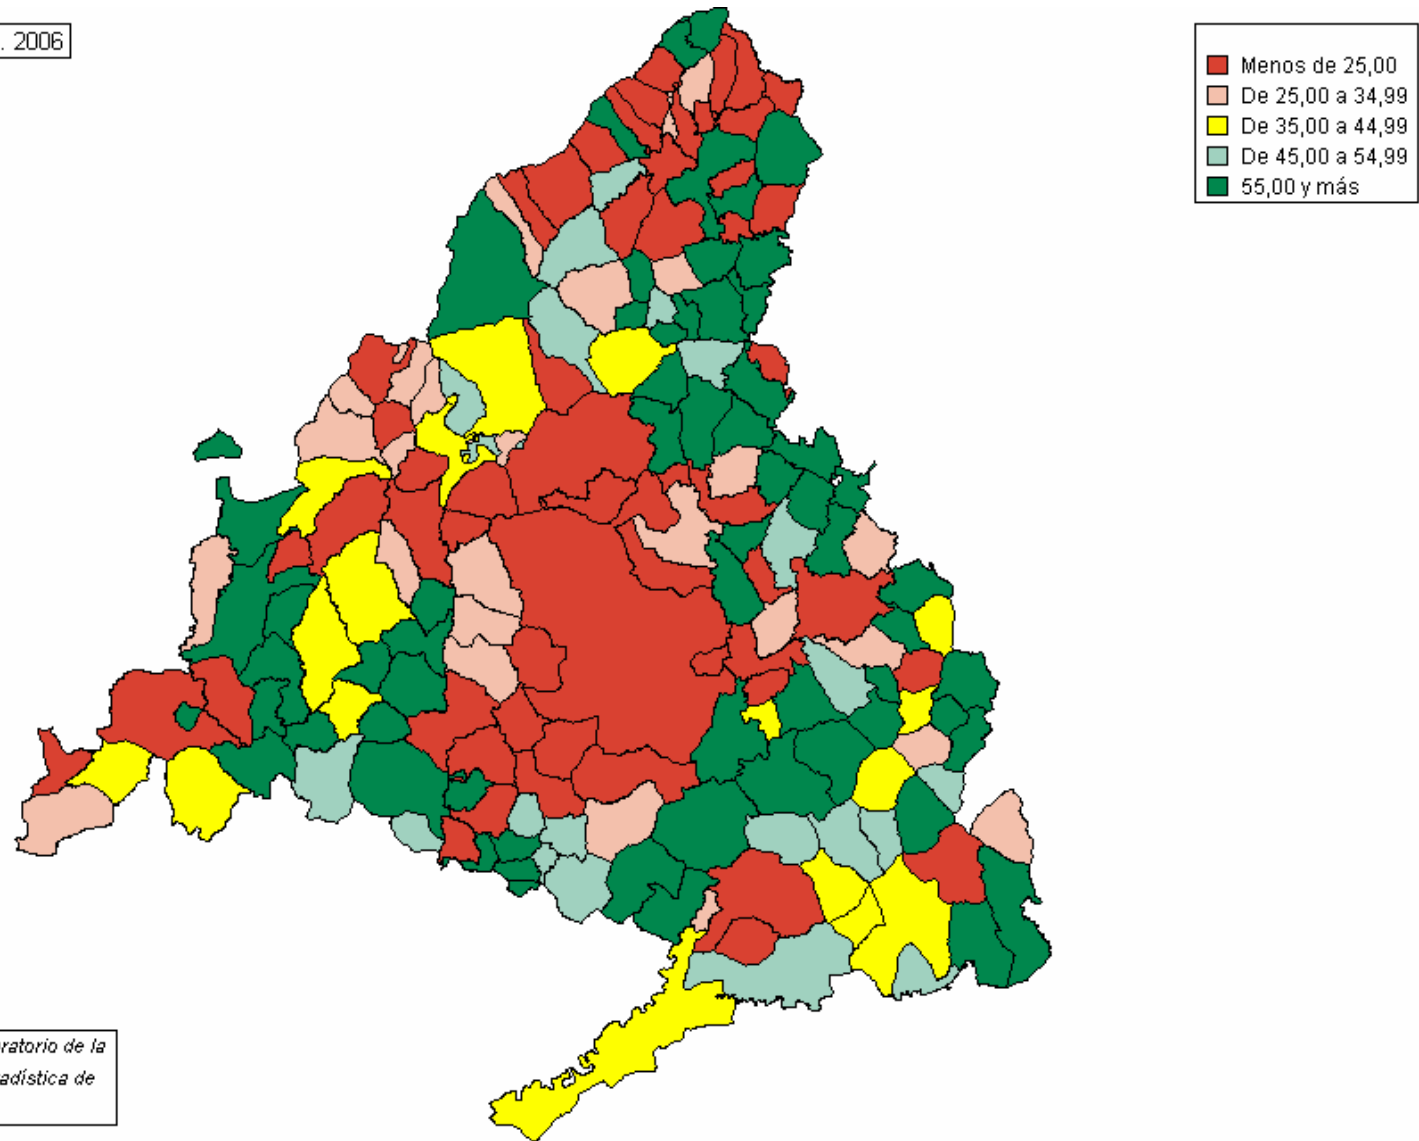 . 2006
Menos de 25,00
De 25,00 a 34,99
De 35,00 a 44,99
De 45,00 a 54,99
55,00 y más
ratorio de la
adística de